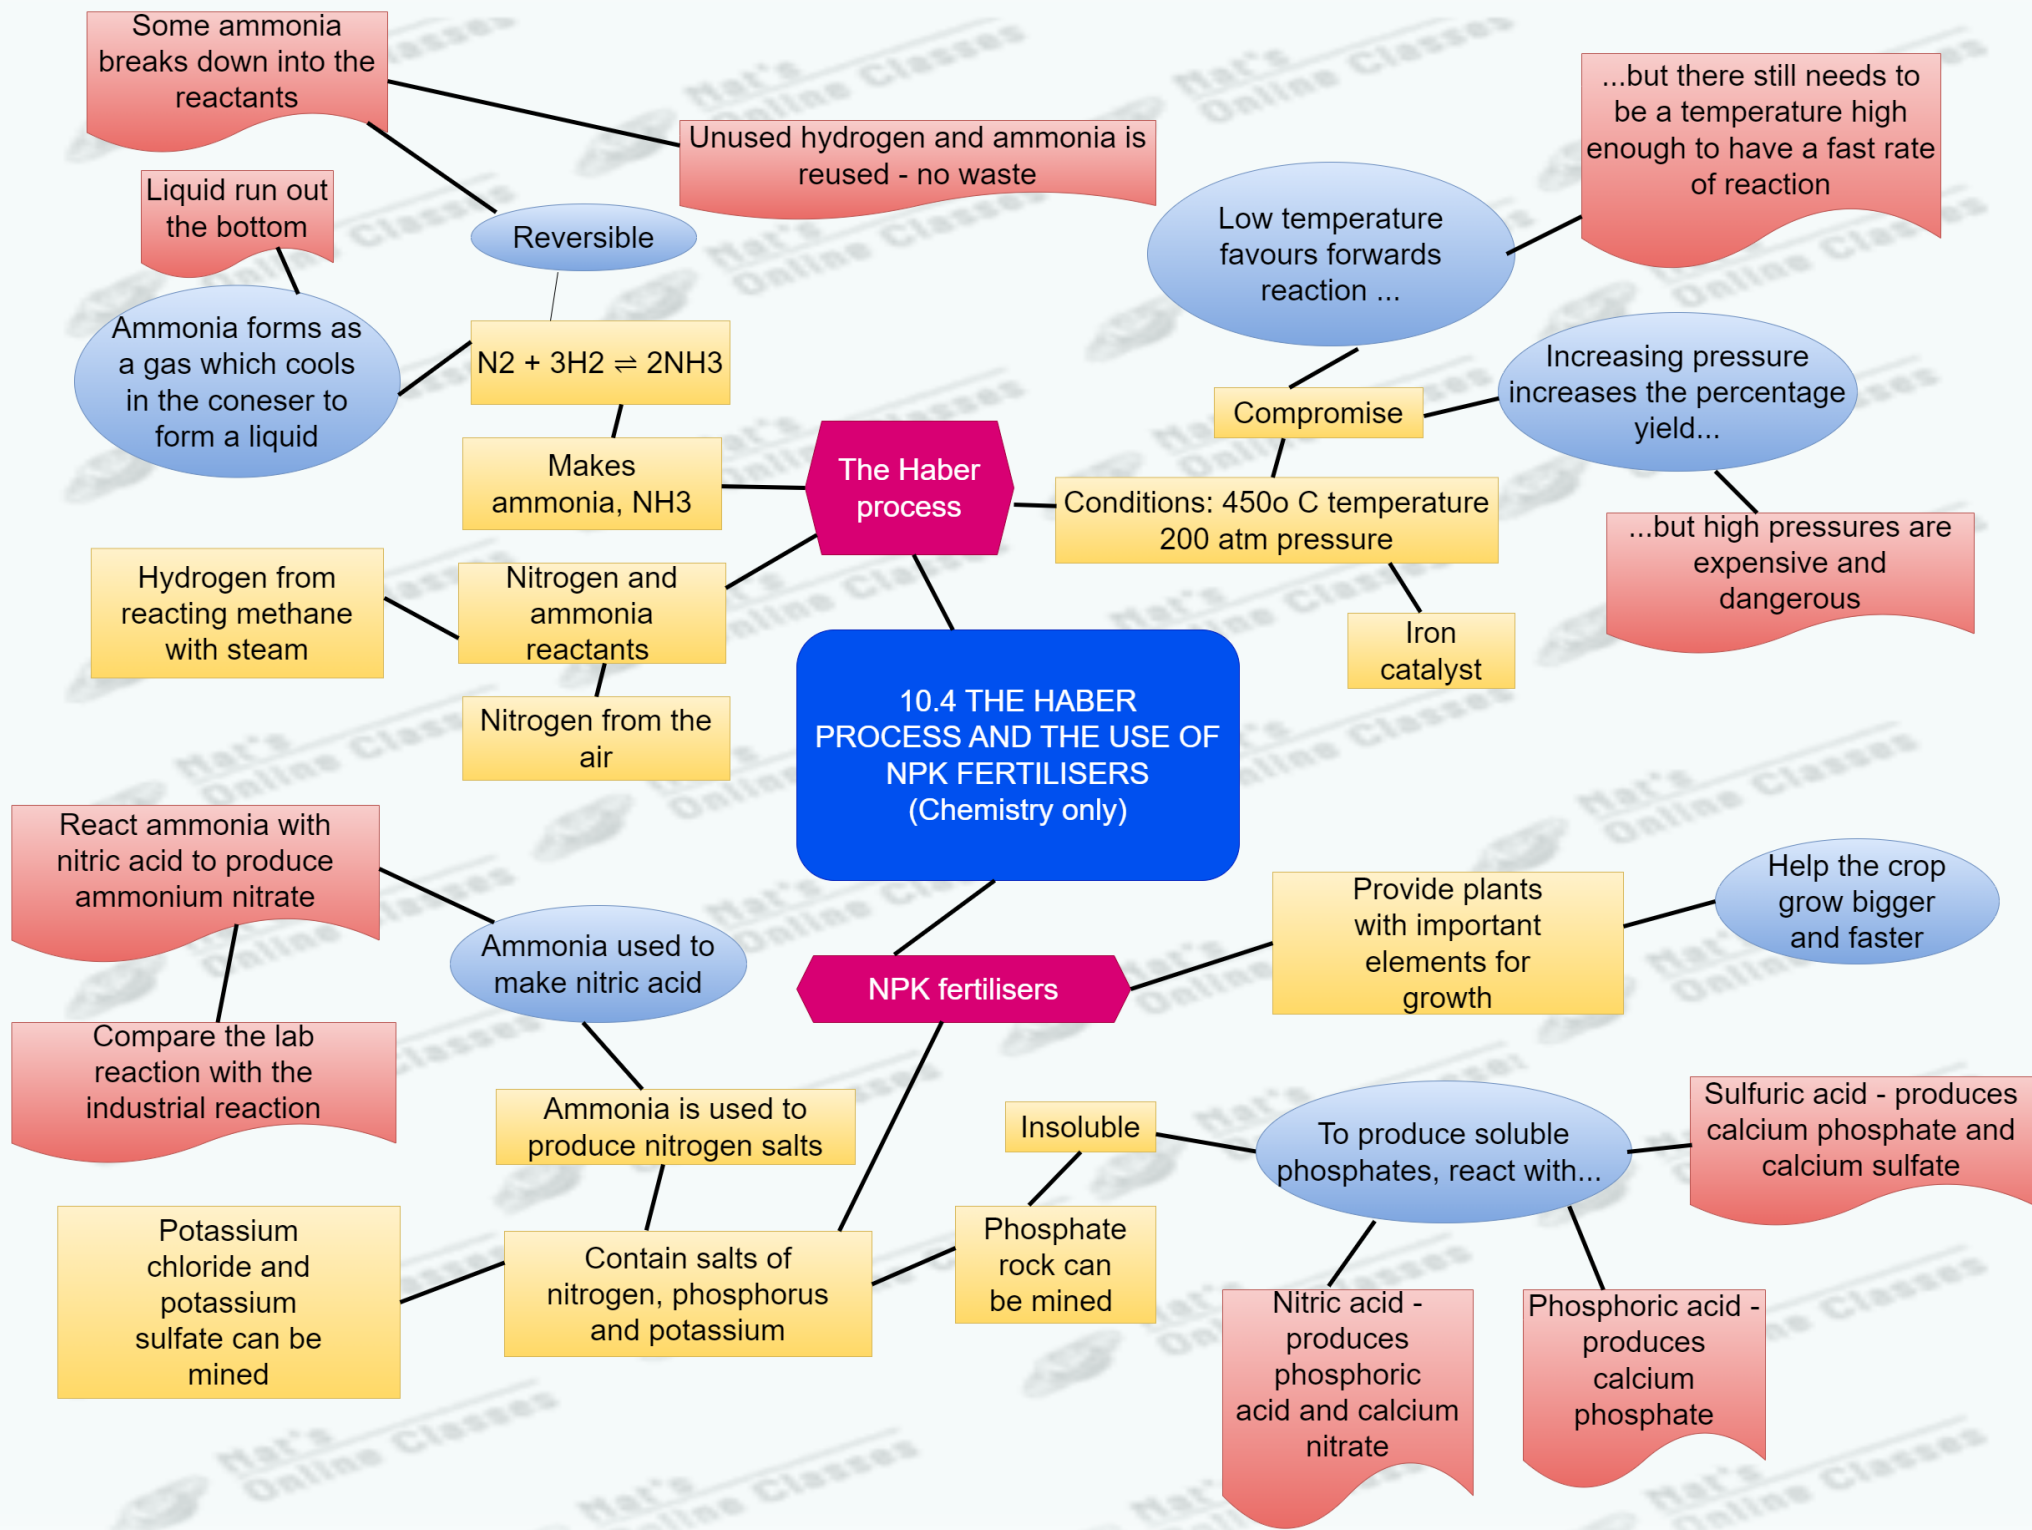 Some ammonia
breaks down into the
reactants
Unused hydrogen and ammonia is
reused - no waste
...but there still needs to
be a temperature high
enough to have a fast rate
of reaction
Liquid run out
the bottom
Reversible
Low temperature
favours forwards
reaction ...
Ammonia forms as
a gas which cools
in the coneser to
form a liquid
N2 + 3H2 ⇌ 2NH3
Compromise
Increasing pressure
increases the percentage
yield...
Makes
ammonia, NH3
The Haber
process
Conditions: 450o C temperature
200 atm pressure
...but high pressures are
expensive and
dangerous
Hydrogen from
reacting methane
with steam
Nitrogen and
ammonia
reactants
Iron
catalyst
Nitrogen from the
air
10.4 THE HABER
PROCESS AND THE USE OF
NPK FERTILISERS
(Chemistry only)
React ammonia with
nitric acid to produce
ammonium nitrate
Ammonia used to
make nitric acid
NPK fertilisers
Provide plants
with important
elements for
growth
Help the crop
grow bigger
and faster
Compare the lab
reaction with the
industrial reaction
Ammonia is used to
produce nitrogen salts
Insoluble
To produce soluble
phosphates, react with...
Sulfuric acid - produces
calcium phosphate and
calcium sulfate
Potassium
chloride and
potassium
sulfate can be
mined
Contain salts of
nitrogen, phosphorus
and potassium
Phosphate
rock can
be mined
Nitric acid -
produces
phosphoric
acid and calcium
nitrate
Phosphoric acid -
produces
calcium
phosphate
Nat's
Online Classes